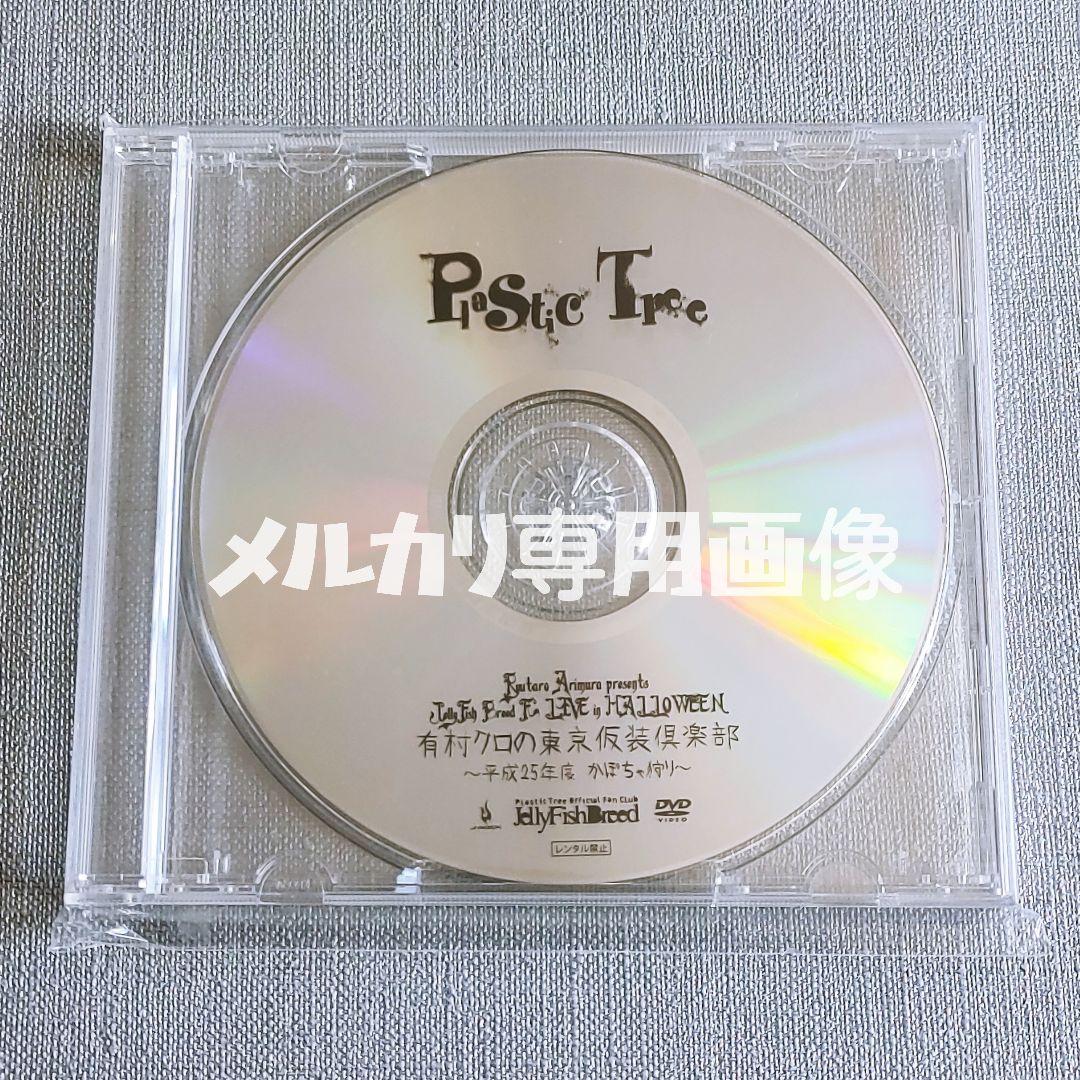 Plastic Tree
メルカリ専用画像
Ryutaro Arimura presents
Jelly Fish Breed Fun LIVE in HALLOWEEN
有村クロの東京仮装倶楽部
～平成25年度 かぼちゃ狩り～
Plastic Tree Official Fan Club
JellyFishBreed
DVD
VIDEO
レンタル禁止